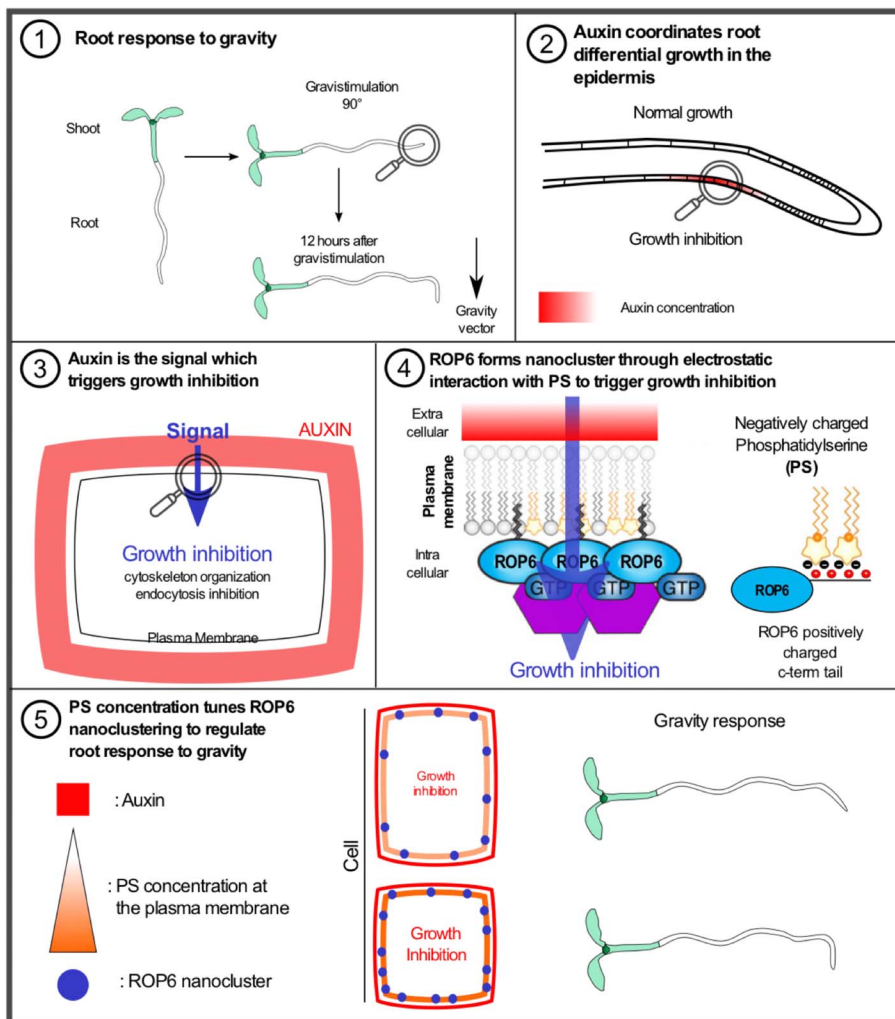 1
Root response to gravity
Shoot
Root
Gravistimulation
90°
12 hours after
gravistimulation
Gravity
vector
2
Auxin coordinates root
differential growth in the
epidermis
Normal growth
Growth inhibition
Auxin concentration
3
Auxin is the signal which
triggers growth inhibition
Signal
AUXIN
Growth inhibition
cytoskeleton organization
endocytosis inhibition
Plasma Membrane
4
ROP6 forms nanocluster through electrostatic
interaction with PS to trigger growth inhibition
Extra
cellular
Plasma
membrane
Intra
cellular
ROP6
ROP6
ROP6
GTP
GTP
GTP
Growth inhibition
Negatively charged
Phosphatidylserine
(PS)
ROP6
ROP6 positively
charged
c-term tail
5
PS concentration tunes ROP6
nanoclustering to regulate
root response to gravity
: Auxin
: PS concentration at
the plasma membrane
: ROP6 nanocluster
Cell
Growth
inhibition
Growth
Inhibition
Gravity response